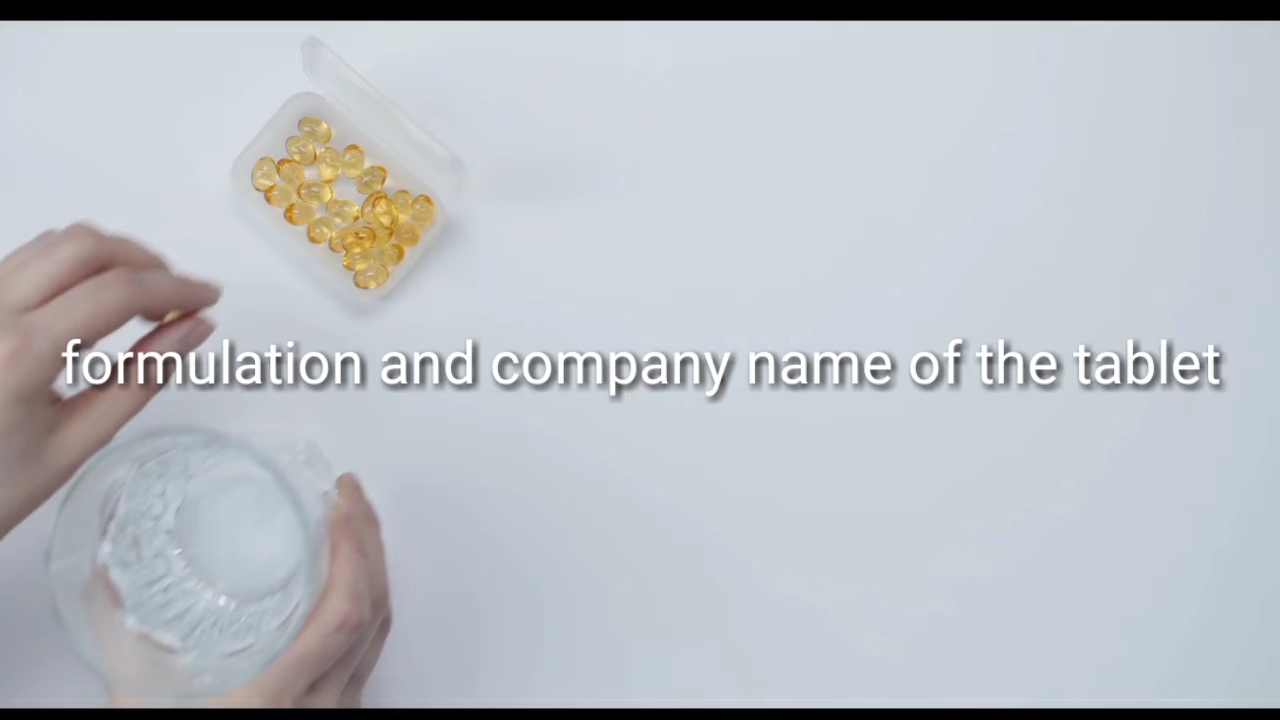 formulation and company name of the tablet